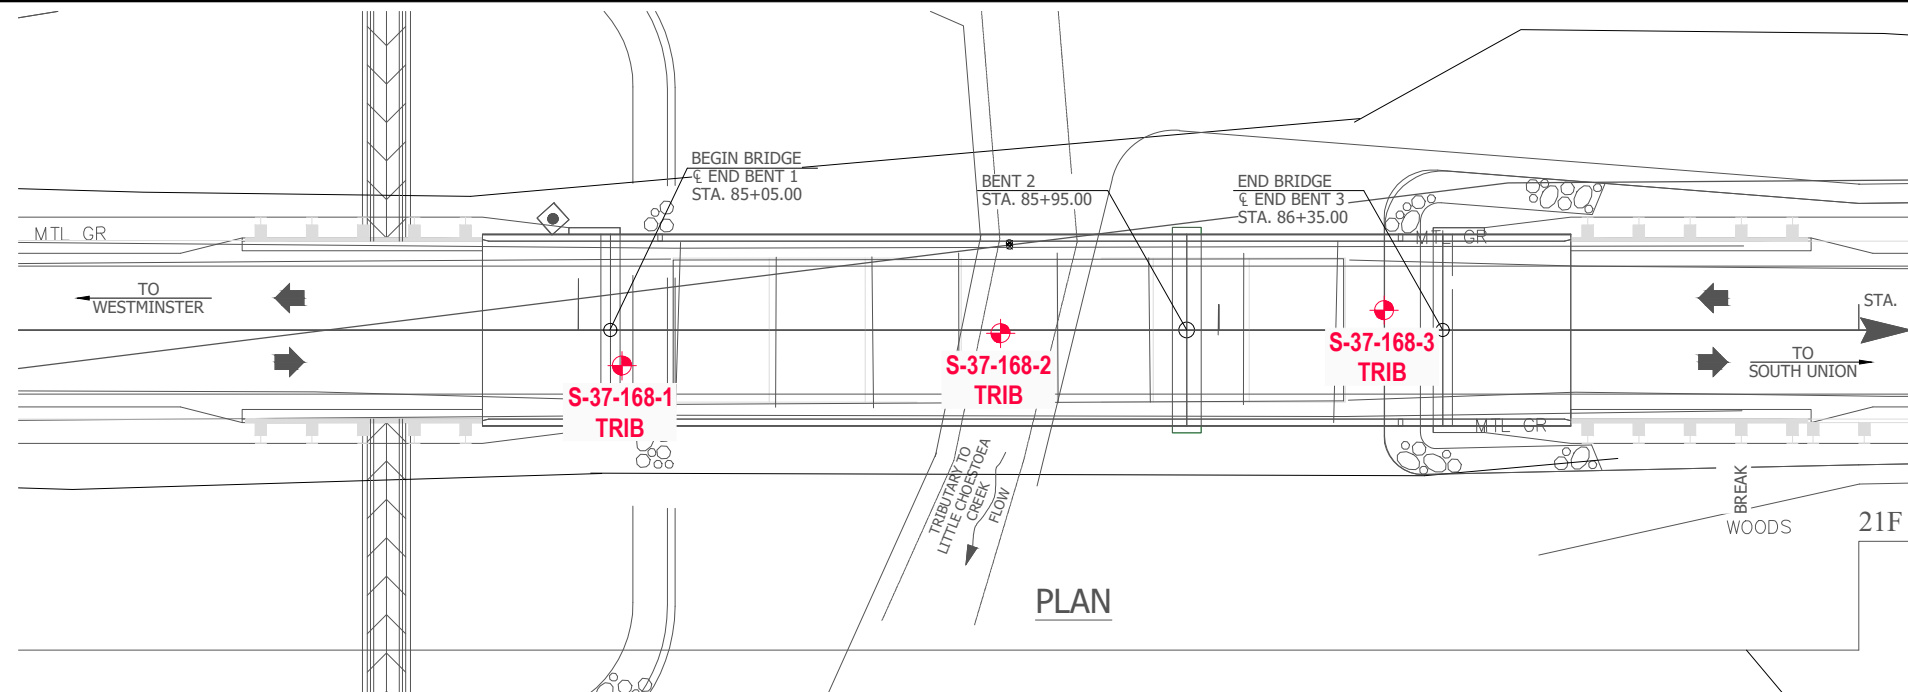 BEGIN BRIDGE
℄ END BENT 1
STA. 85+05.00
BENT 2
STA. 85+95.00
END BRIDGE
℄ END BENT 3
STA. 86+35.00
MTL GR
MTL GR
TO
WESTMINSTER
STA.
S-37-168-1
TRIB
S-37-168-2
TRIB
S-37-168-3
TRIB
TO
SOUTH UNION
MTL GR
TRIBUTARY TO
LITTLE CHOESTOEA
CREEK
FLOW
BREAK
WOODS
21F
PLAN